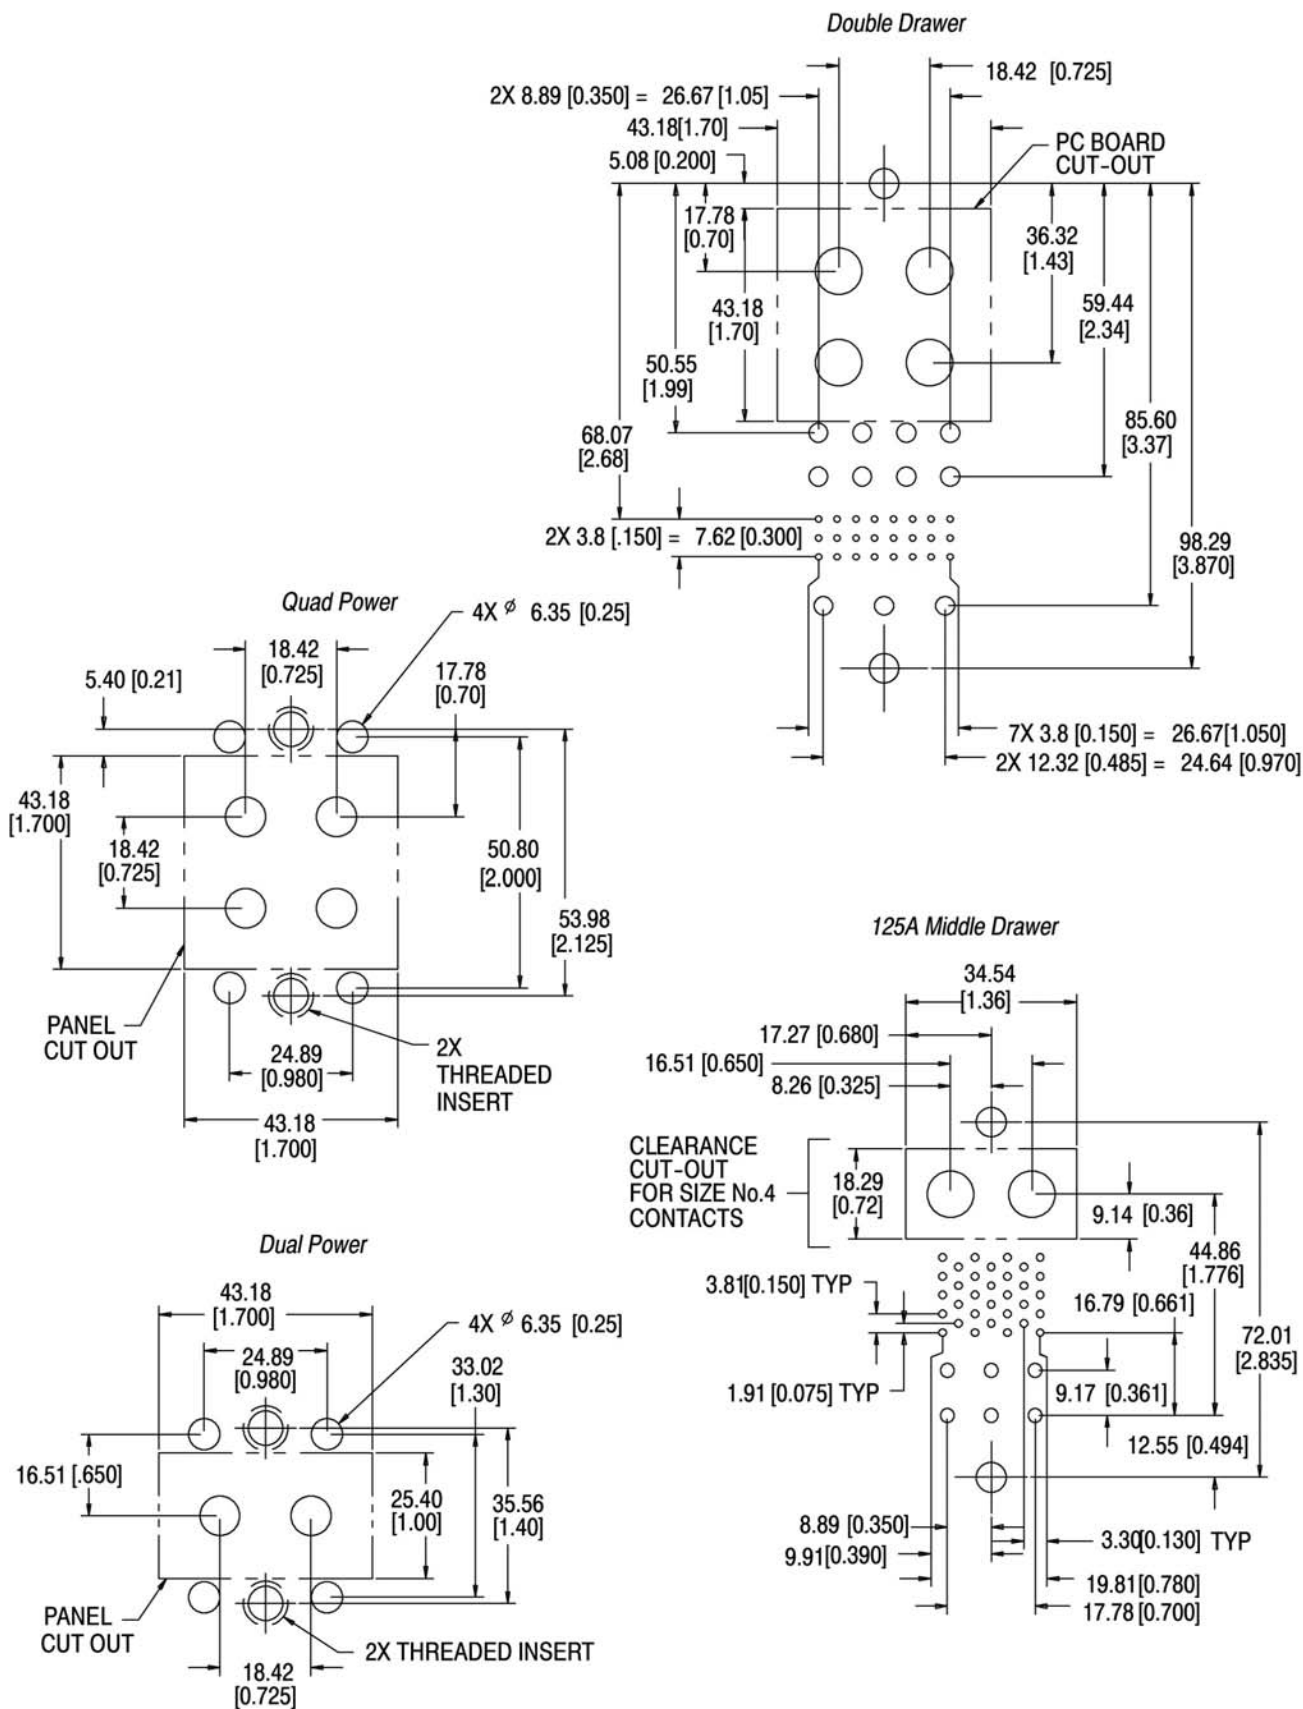 Double Drawer
18.42 [0.725]
2X 8.89 [0.350] = 26.67 [1.05]
43.18[1.70]
5.08 [0.200]
PC BOARD
CUT-OUT
17.78
[0.70]
36.32
[1.43]
43.18
[1.70]
59.44
[2.34]
50.55
[1.99]
68.07
[2.68]
85.60
[3.37]
2X 3.8 [.150] = 7.62 [0.300]
98.29
[3.870]
7X 3.8 [0.150] = 26.67[1.050]
2X 12.32 [0.485] = 24.64 [0.970]
Quad Power
4X ⌀ 6.35 [0.25]
18.42
[0.725]
5.40 [0.21]
17.78
[0.70]
43.18
[1.700]
18.42
[0.725]
50.80
[2.000]
53.98
[2.125]
PANEL
CUT OUT
24.89
[0.980]
2X
THREADED
INSERT
43.18
[1.700]
125A Middle Drawer
34.54
[1.36]
17.27 [0.680]
16.51 [0.650]
8.26 [0.325]
CLEARANCE
CUT-OUT
FOR SIZE No.4
CONTACTS
18.29
[0.72]
9.14 [0.36]
44.86
[1.776]
3.81[0.150] TYP
16.79 [0.661]
72.01
[2.835]
1.91 [0.075] TYP
9.17 [0.361]
12.55 [0.494]
8.89 [0.350]
9.91[0.390]
3.30[0.130] TYP
19.81[0.780]
17.78 [0.700]
Dual Power
43.18
[1.700]
4X ⌀ 6.35 [0.25]
24.89
[0.980]
33.02
[1.30]
16.51 [.650]
25.40
[1.00]
35.56
[1.40]
PANEL
CUT OUT
2X THREADED INSERT
18.42
[0.725]